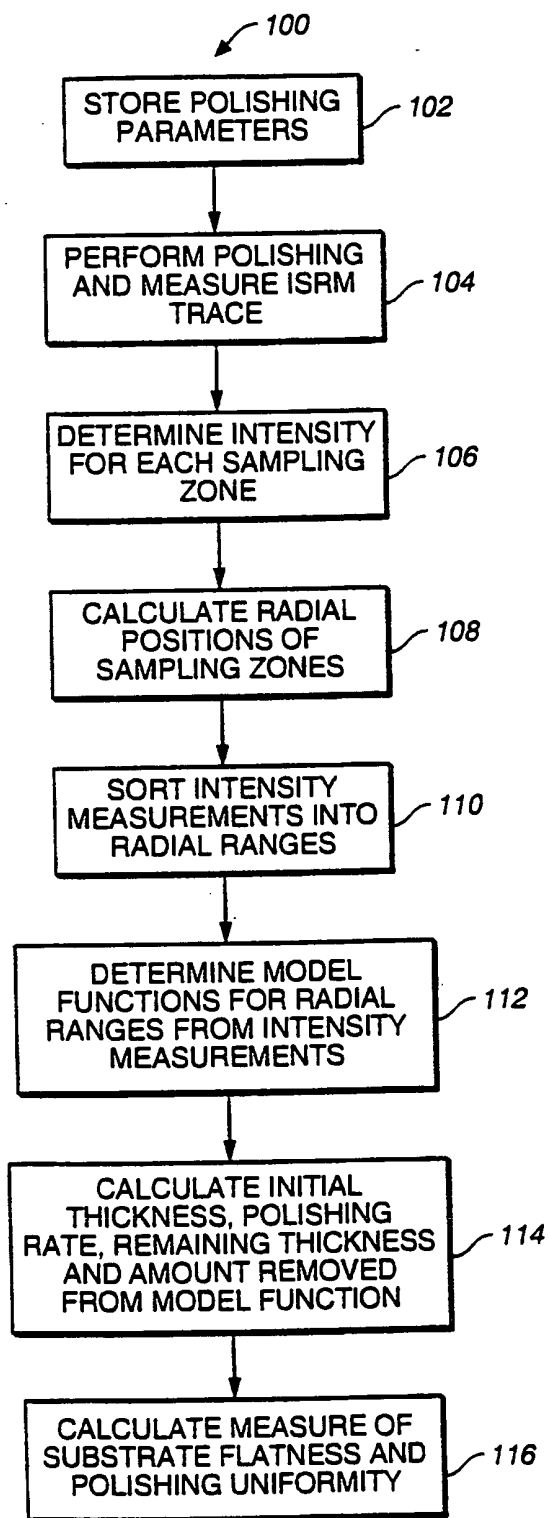 100
STORE POLISHING
PARAMETERS
102
PERFORM POLISHING
AND MEASURE ISRM
TRACE
104
DETERMINE INTENSITY
FOR EACH SAMPLING
ZONE
106
CALCULATE RADIAL
POSITIONS OF
SAMPLING ZONES
108
SORT INTENSITY
MEASUREMENTS INTO
RADIAL RANGES
110
DETERMINE MODEL
FUNCTIONS FOR RADIAL
RANGES FROM INTENSITY
MEASUREMENTS
112
CALCULATE INITIAL
THICKNESS, POLISHING
RATE, REMAINING THICKNESS
AND AMOUNT REMOVED
FROM MODEL FUNCTION
114
CALCULATE MEASURE OF
SUBSTRATE FLATNESS AND
POLISHING UNIFORMITY
116